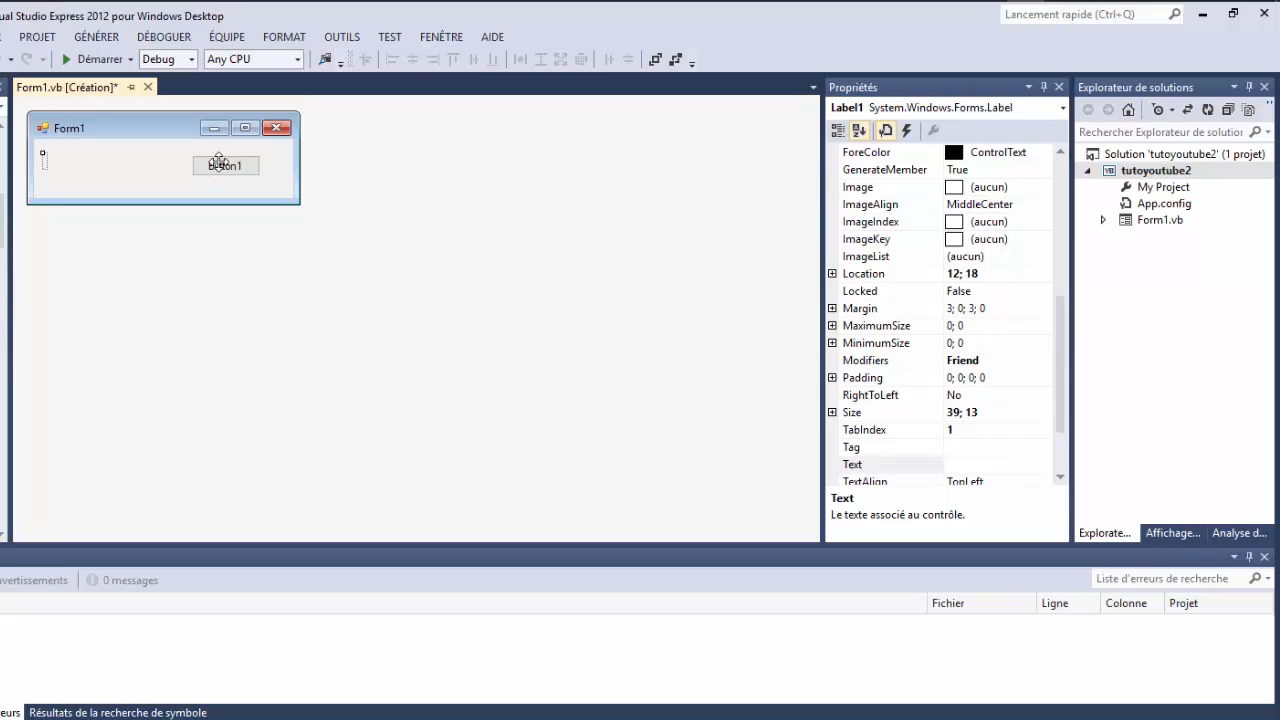 ual Studio Express 2012 pour Windows Desktop
Lancement rapide (Ctrl+Q)
PROJET GÉNÉRER DÉBOGUER ÉQUIPE FORMAT OUTILS TEST FENÊTRE AIDE
Démarrer Debug Any CPU
Form1.vb [Création]*
Form1
Button1
Propriétés
Label1 System.Windows.Forms.Label
ForeColor ControlText
GenerateMember True
Image (aucun)
ImageAlign MiddleCenter
ImageIndex (aucun)
ImageKey (aucun)
ImageList (aucun)
Location 12; 18
Locked False
Margin 3; 0; 3; 0
MaximumSize 0; 0
MinimumSize 0; 0
Modifiers Friend
Padding 0; 0; 0; 0
RightToLeft No
Size 39; 13
TabIndex 1
Tag
Text
TextAlign TopLeft
Text
Le texte associé au contrôle.
Explorateur de solutions
Rechercher Explorateur de solution
Solution 'tutoyoutube2' (1 projet)
tutoyoutube2
My Project
App.config
Form1.vb
Explorate... Affichage... Analyse d...
vertissements 0 messages
Liste d'erreurs de recherche
Fichier Ligne Colonne Projet
reurs Résultats de la recherche de symbole